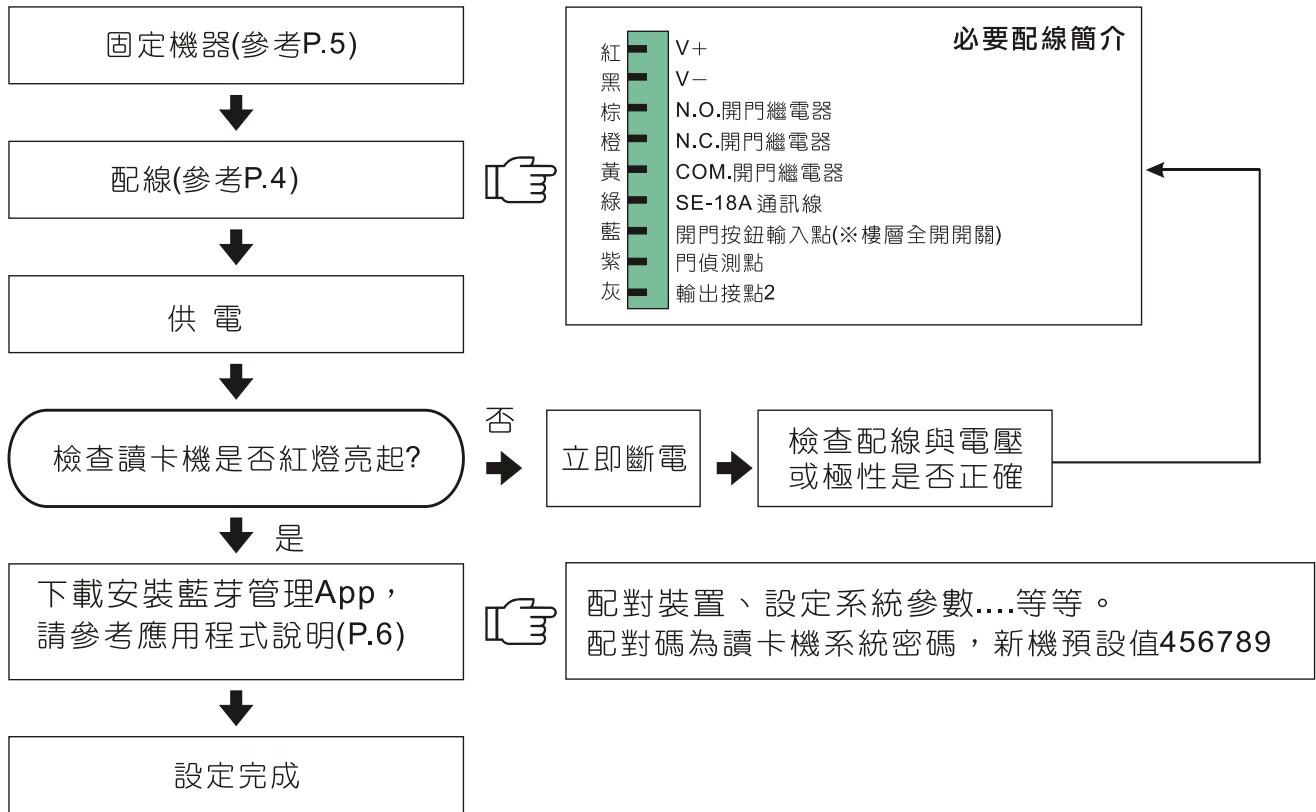 固定機器(參考P.5)
配線(參考P.4)
供 電
檢查讀卡機是否紅燈亮起?
否
立即斷電
檢查配線與電壓
或極性是否正確
是
下載安裝藍芽管理App，
請參考應用程式說明(P.6)
設定完成
必要配線簡介
紅 V+
黑 V−
棕 N.O.開門繼電器
橙 N.C.開門繼電器
黃 COM.開門繼電器
綠 SE-18A 通訊線
藍 開門按鈕輸入點(※樓層全開開關)
紫 門偵測點
灰 輸出接點2
配對裝置、設定系統參數....等等。
配對碼為讀卡機系統密碼，新機預設值456789